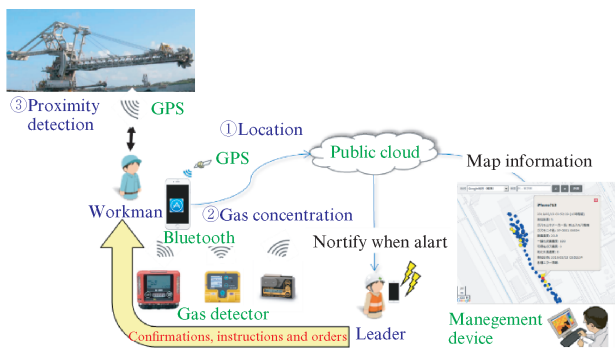 ③Proximity
detection
GPS
①Location
GPS
Public cloud
Map information
Workman
②Gas concentration
Bluetooth
Nortify when alart
Gas detector
Leader
Manegement
device
Confirmations, instructions and orders